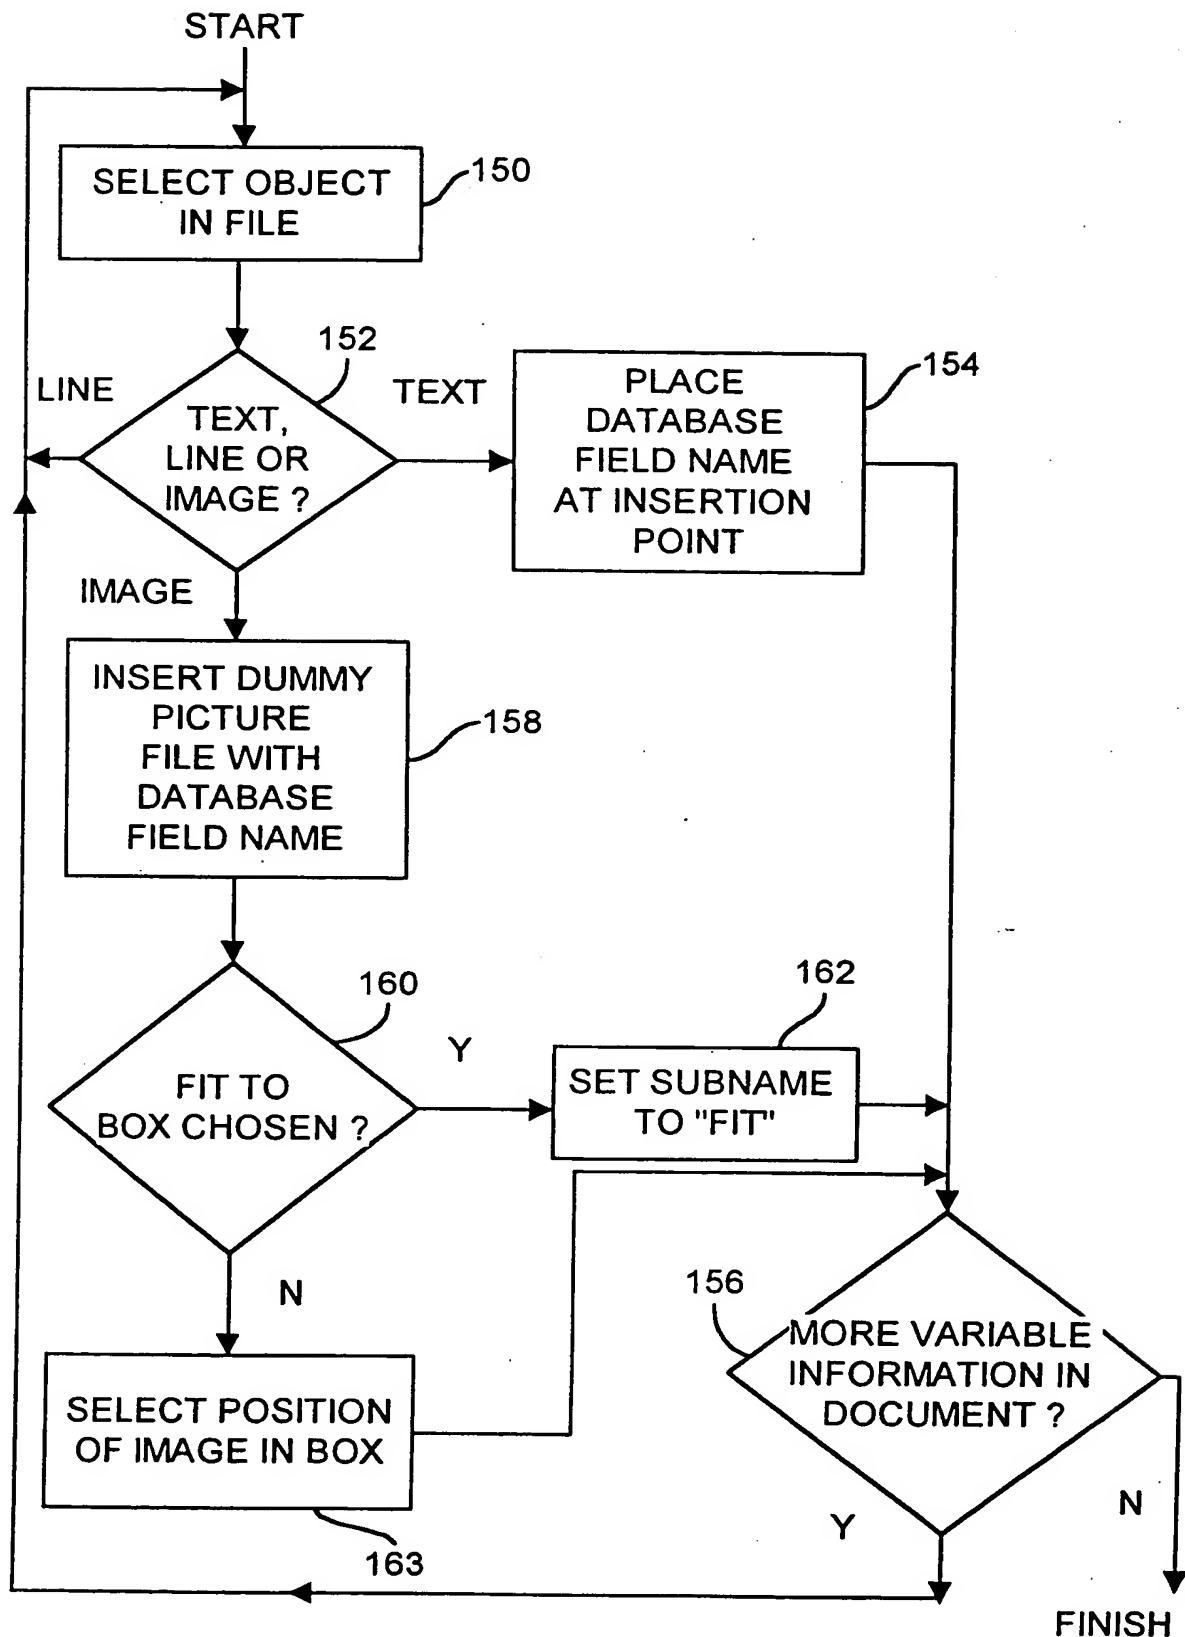 START
SELECT OBJECT
IN FILE
150
152
LINE
TEXT,
LINE OR
IMAGE ?
TEXT
PLACE
DATABASE
FIELD NAME
AT INSERTION
POINT
154
IMAGE
INSERT DUMMY
PICTURE
FILE WITH
DATABASE
FIELD NAME
158
160
FIT TO
BOX CHOSEN ?
Y
162
SET SUBNAME
TO "FIT"
N
SELECT POSITION
OF IMAGE IN BOX
163
156
MORE VARIABLE
INFORMATION IN
DOCUMENT ?
Y
N
FINISH